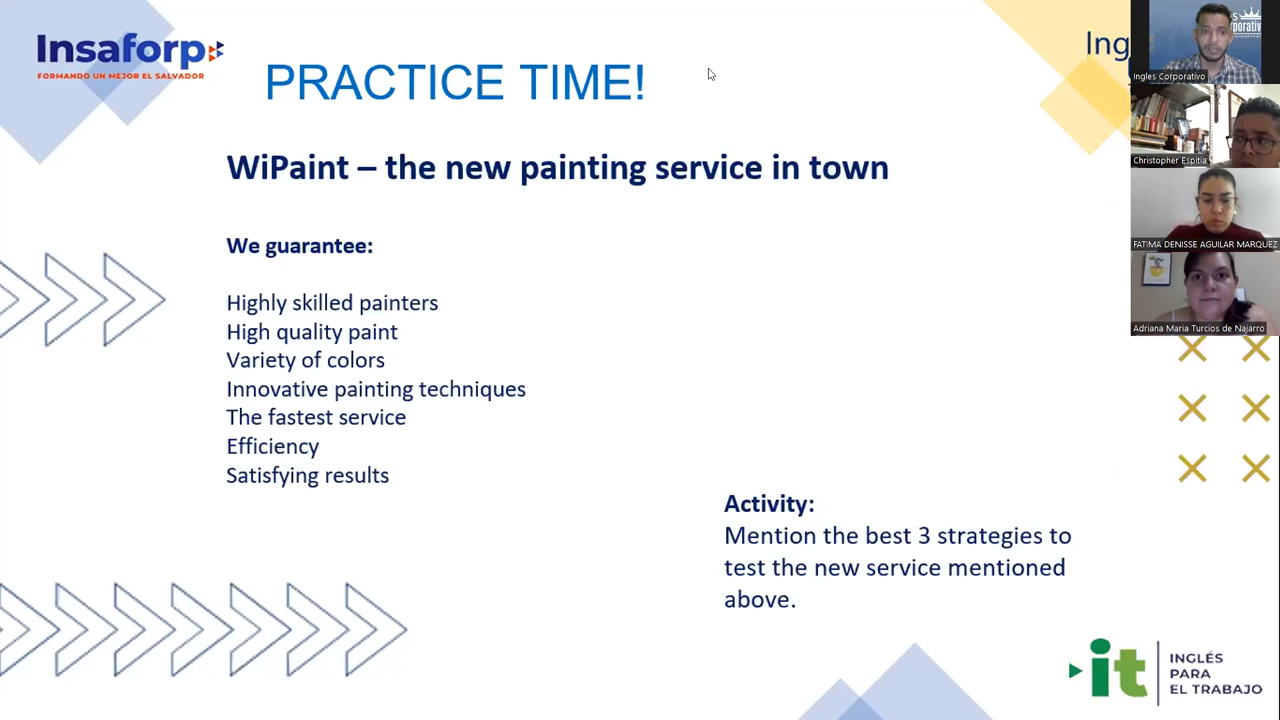 Insaforp
FORMANDO UN MEJOR EL SALVADOR
PRACTICE TIME!
WiPaint – the new painting service in town
We guarantee:
Highly skilled painters
High quality paint
Variety of colors
Innovative painting techniques
The fastest service
Efficiency
Satisfying results
Activity:
Mention the best 3 strategies to
test the new service mentioned
above.
Ing
Ingles Corporativo
Christopher Espitia
FATIMA DENISSE AGUILAR MARQUEZ
Adriana Maria Turcios de Najarro
it
INGLÉS
PARA
EL TRABAJO